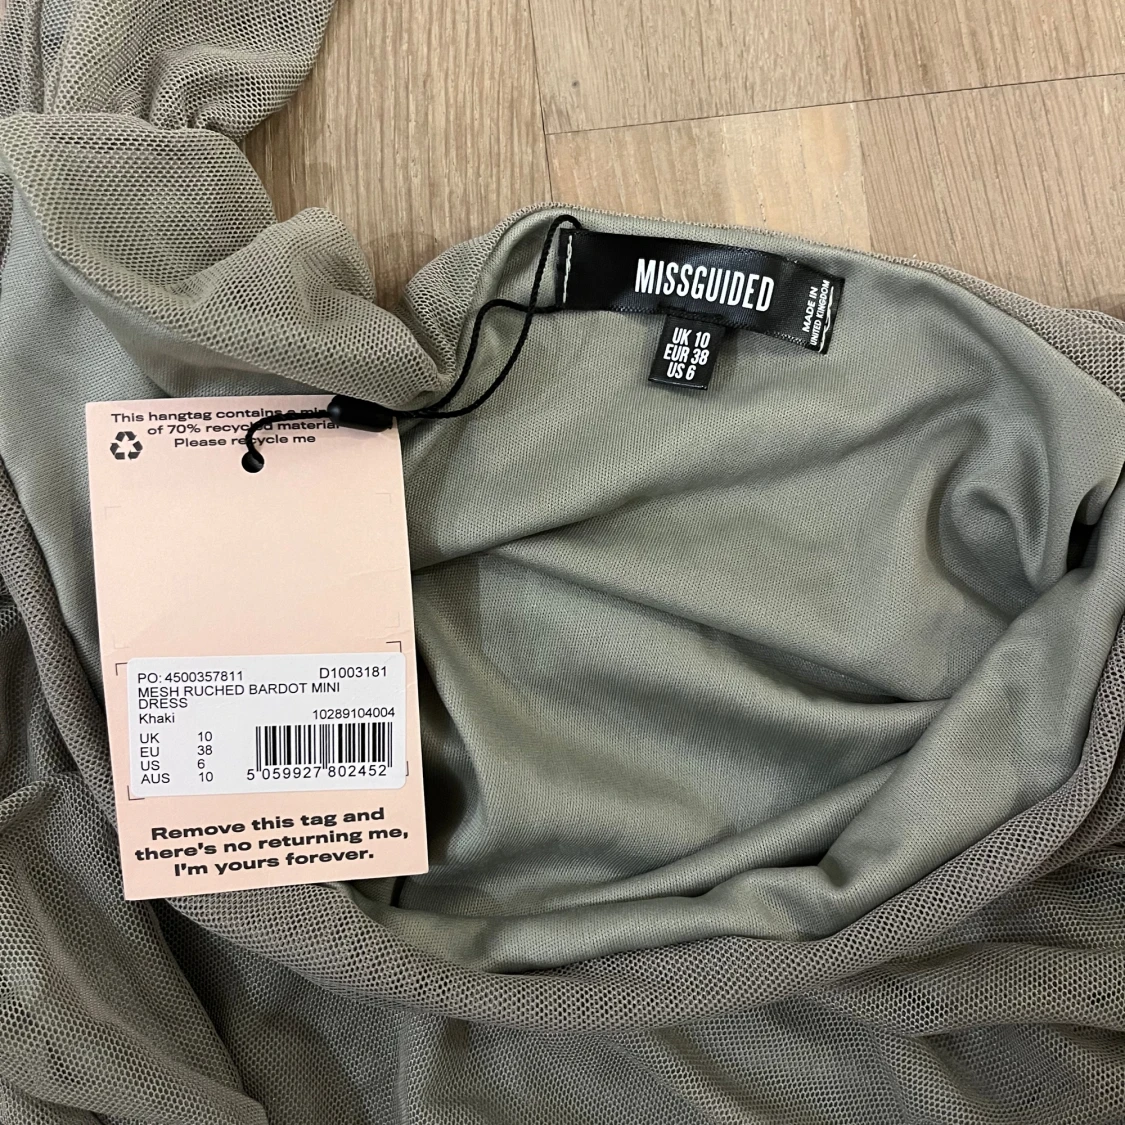 MISSGUIDED
MADE IN
UNITED KINGDOM
UK 10
EUR 38
US 6
This hangtag contains a
of 70% recycled material
Please recycle me
PO: 4500357811 D1003181
MESH RUCHED BARDOT MINI
DRESS
Khaki 10289104004
UK 10
EU 38
US 6
AUS 10
5 059927 802452
Remove this tag and
there's no returning me,
I'm yours forever.